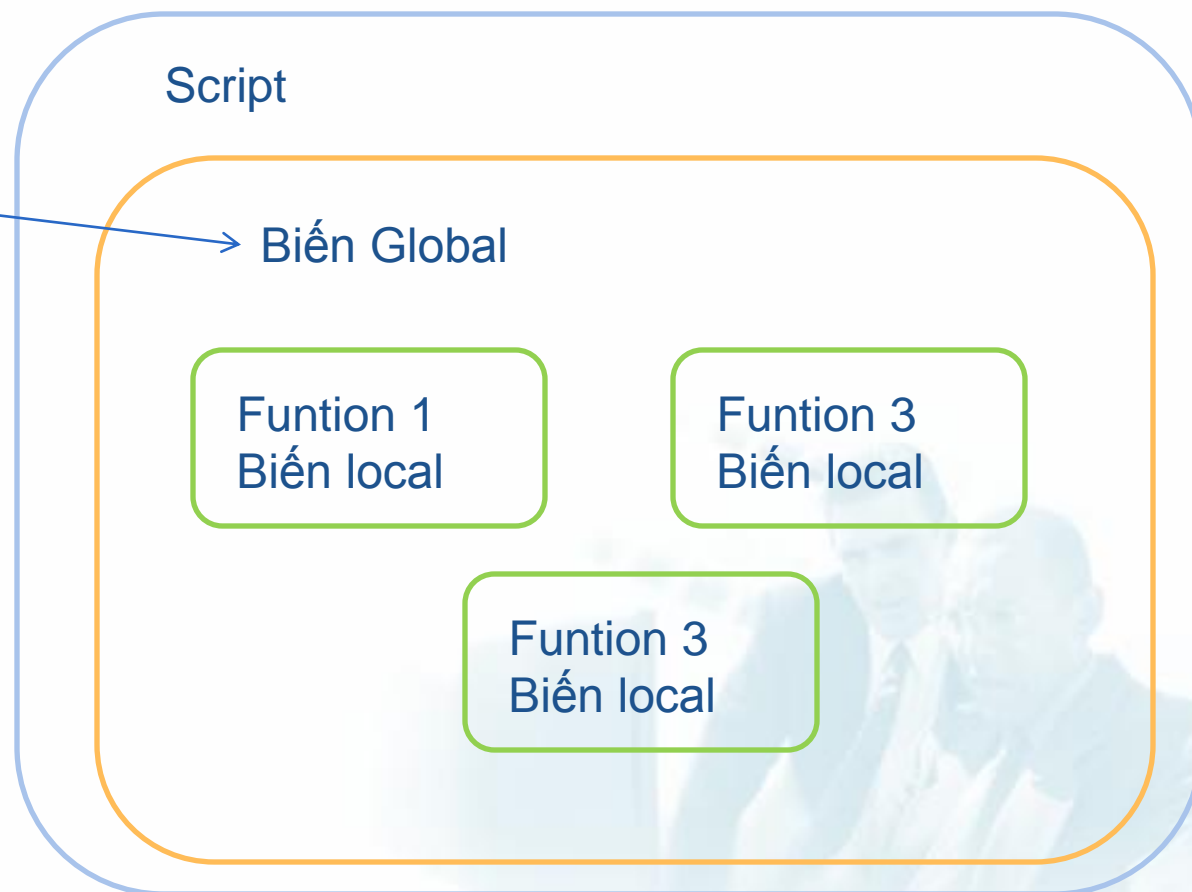 Script
Biến Global
Funtion 1
Biến local
Funtion 3
Biến local
Funtion 3
Biến local